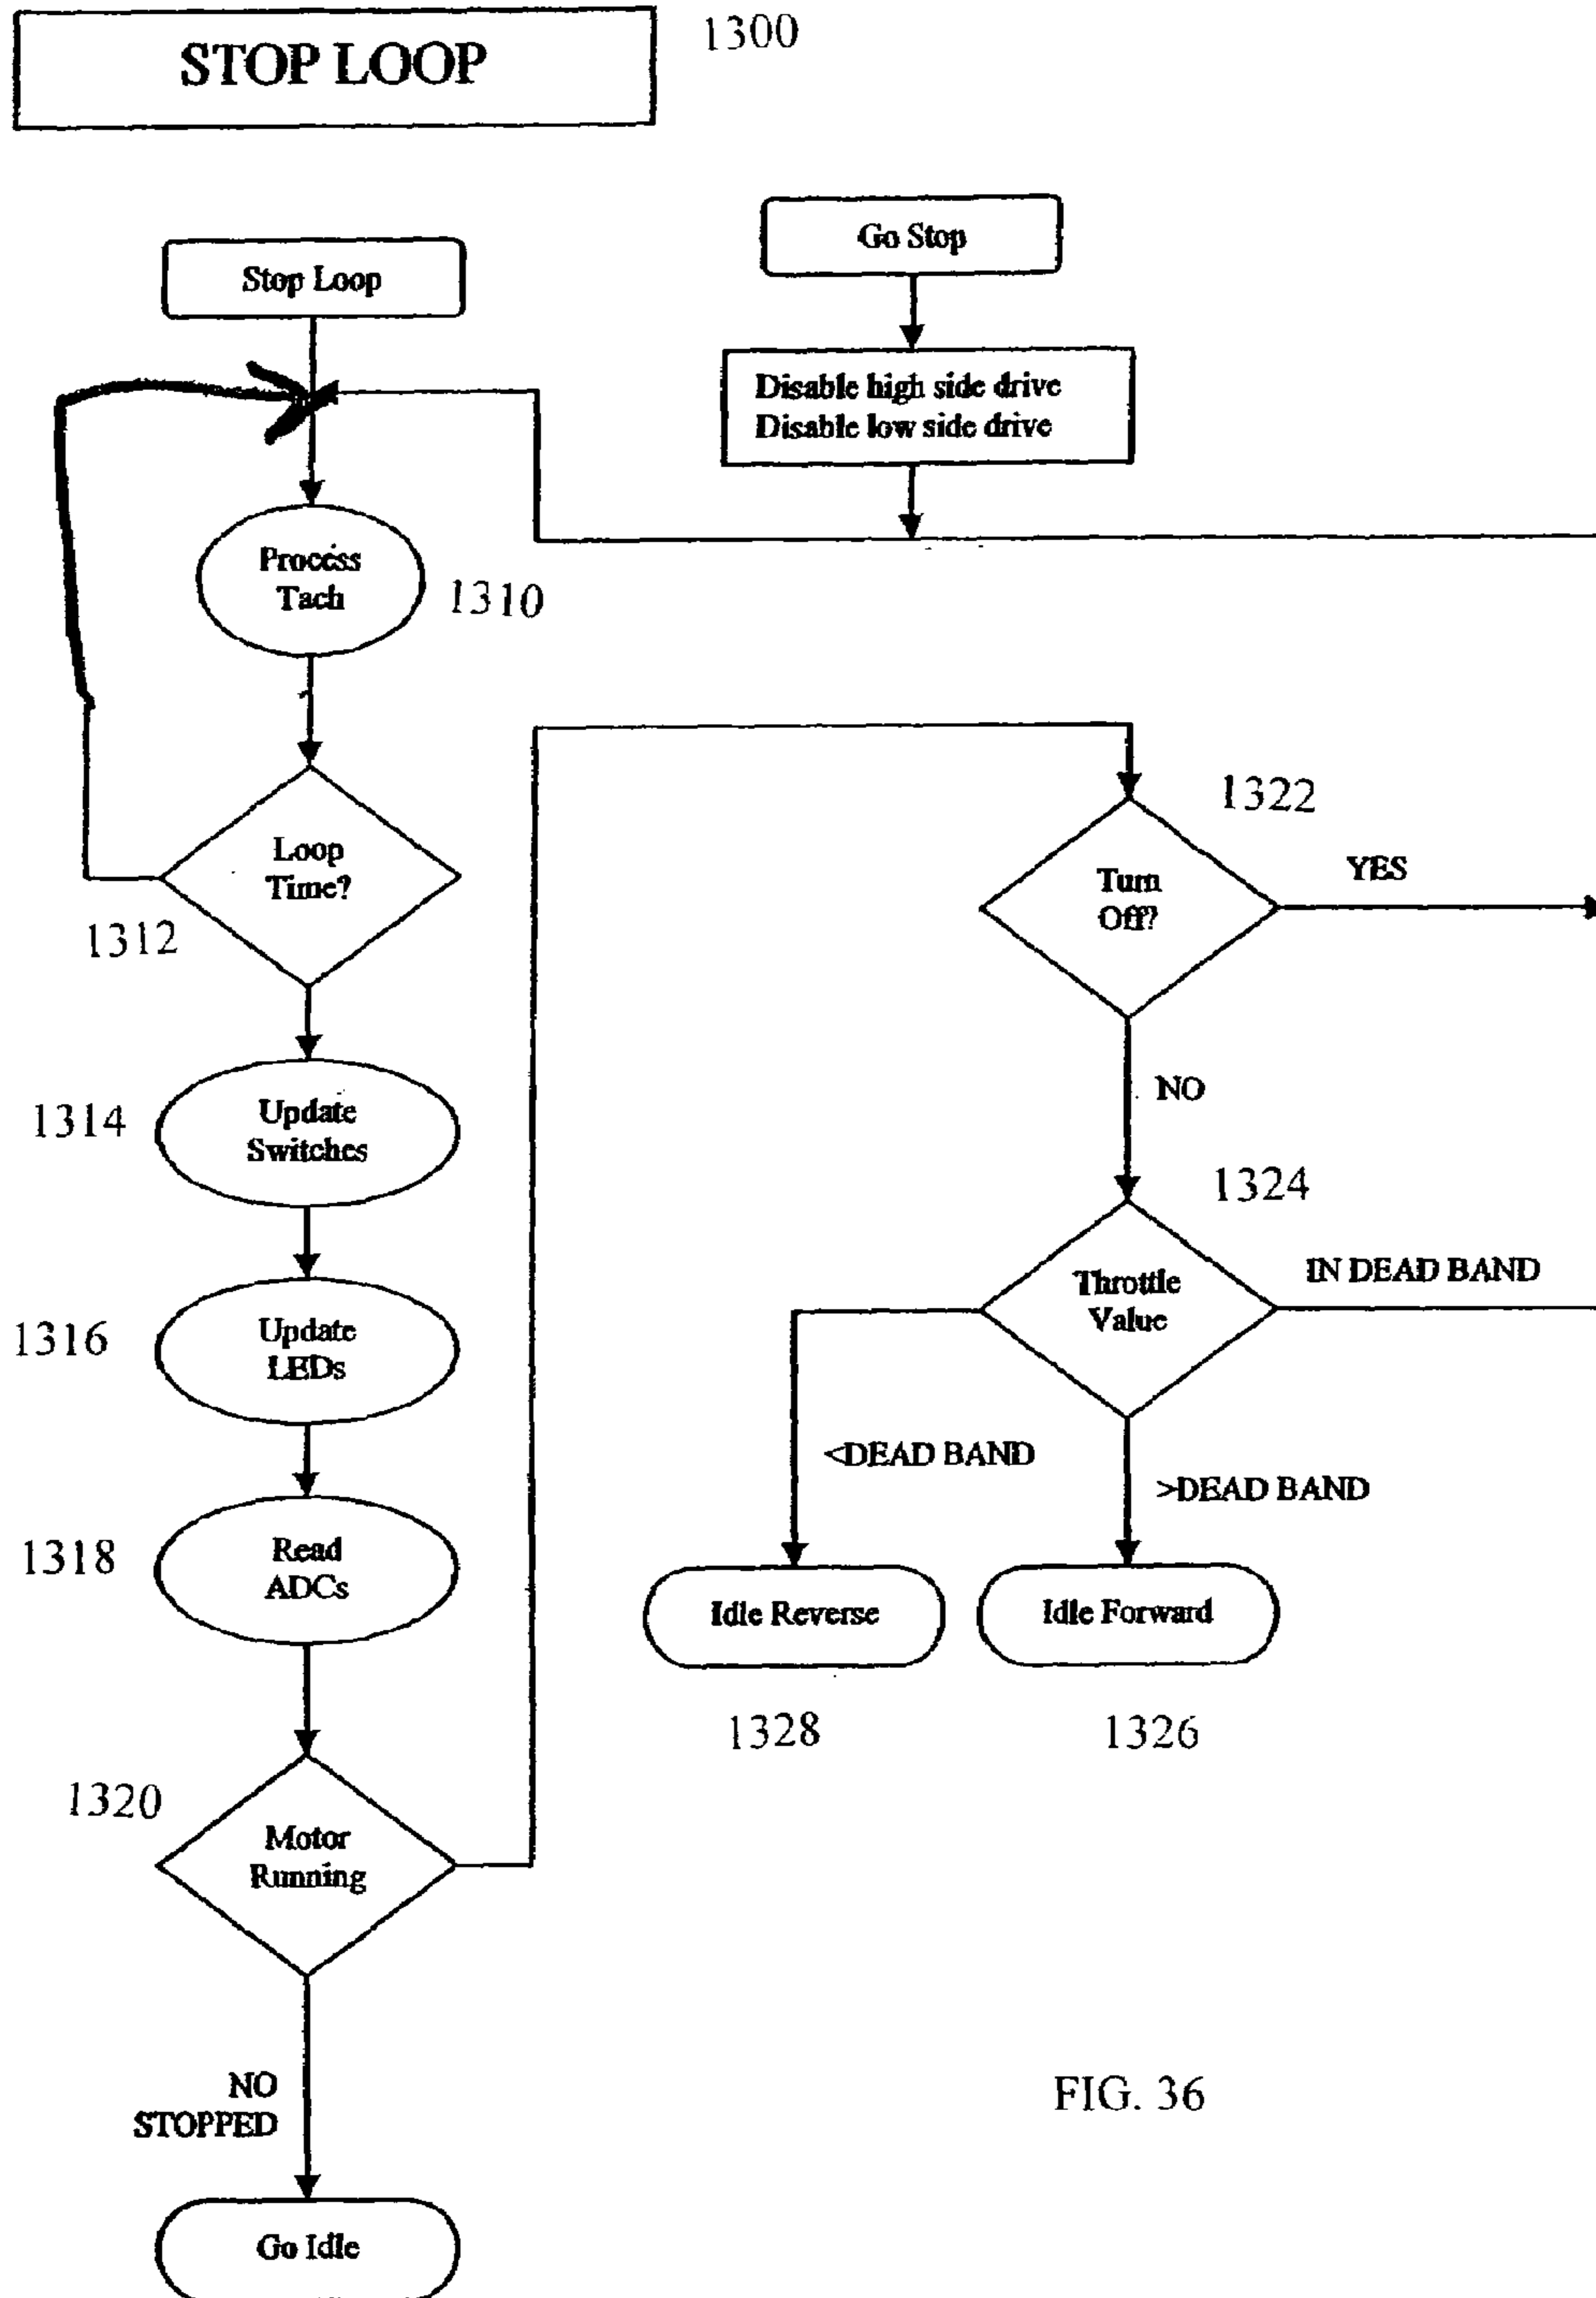 STOP LOOP
1300
Go Stop
Stop Loop
Disable high side drive
Disable low side drive
Process
Tach
1310
Loop
Time?
1312
1322
Turn
Off?
YES
NO
1314
Update
Switches
1324
Throttle
Value
IN DEAD BAND
1316
Update
LEDs
<DEAD BAND
>DEAD BAND
1318
Read
ADCs
Idle Reverse
Idle Forward
1328
1326
1320
Motor
Running
NO
STOPPED
FIG. 36
Go Idle